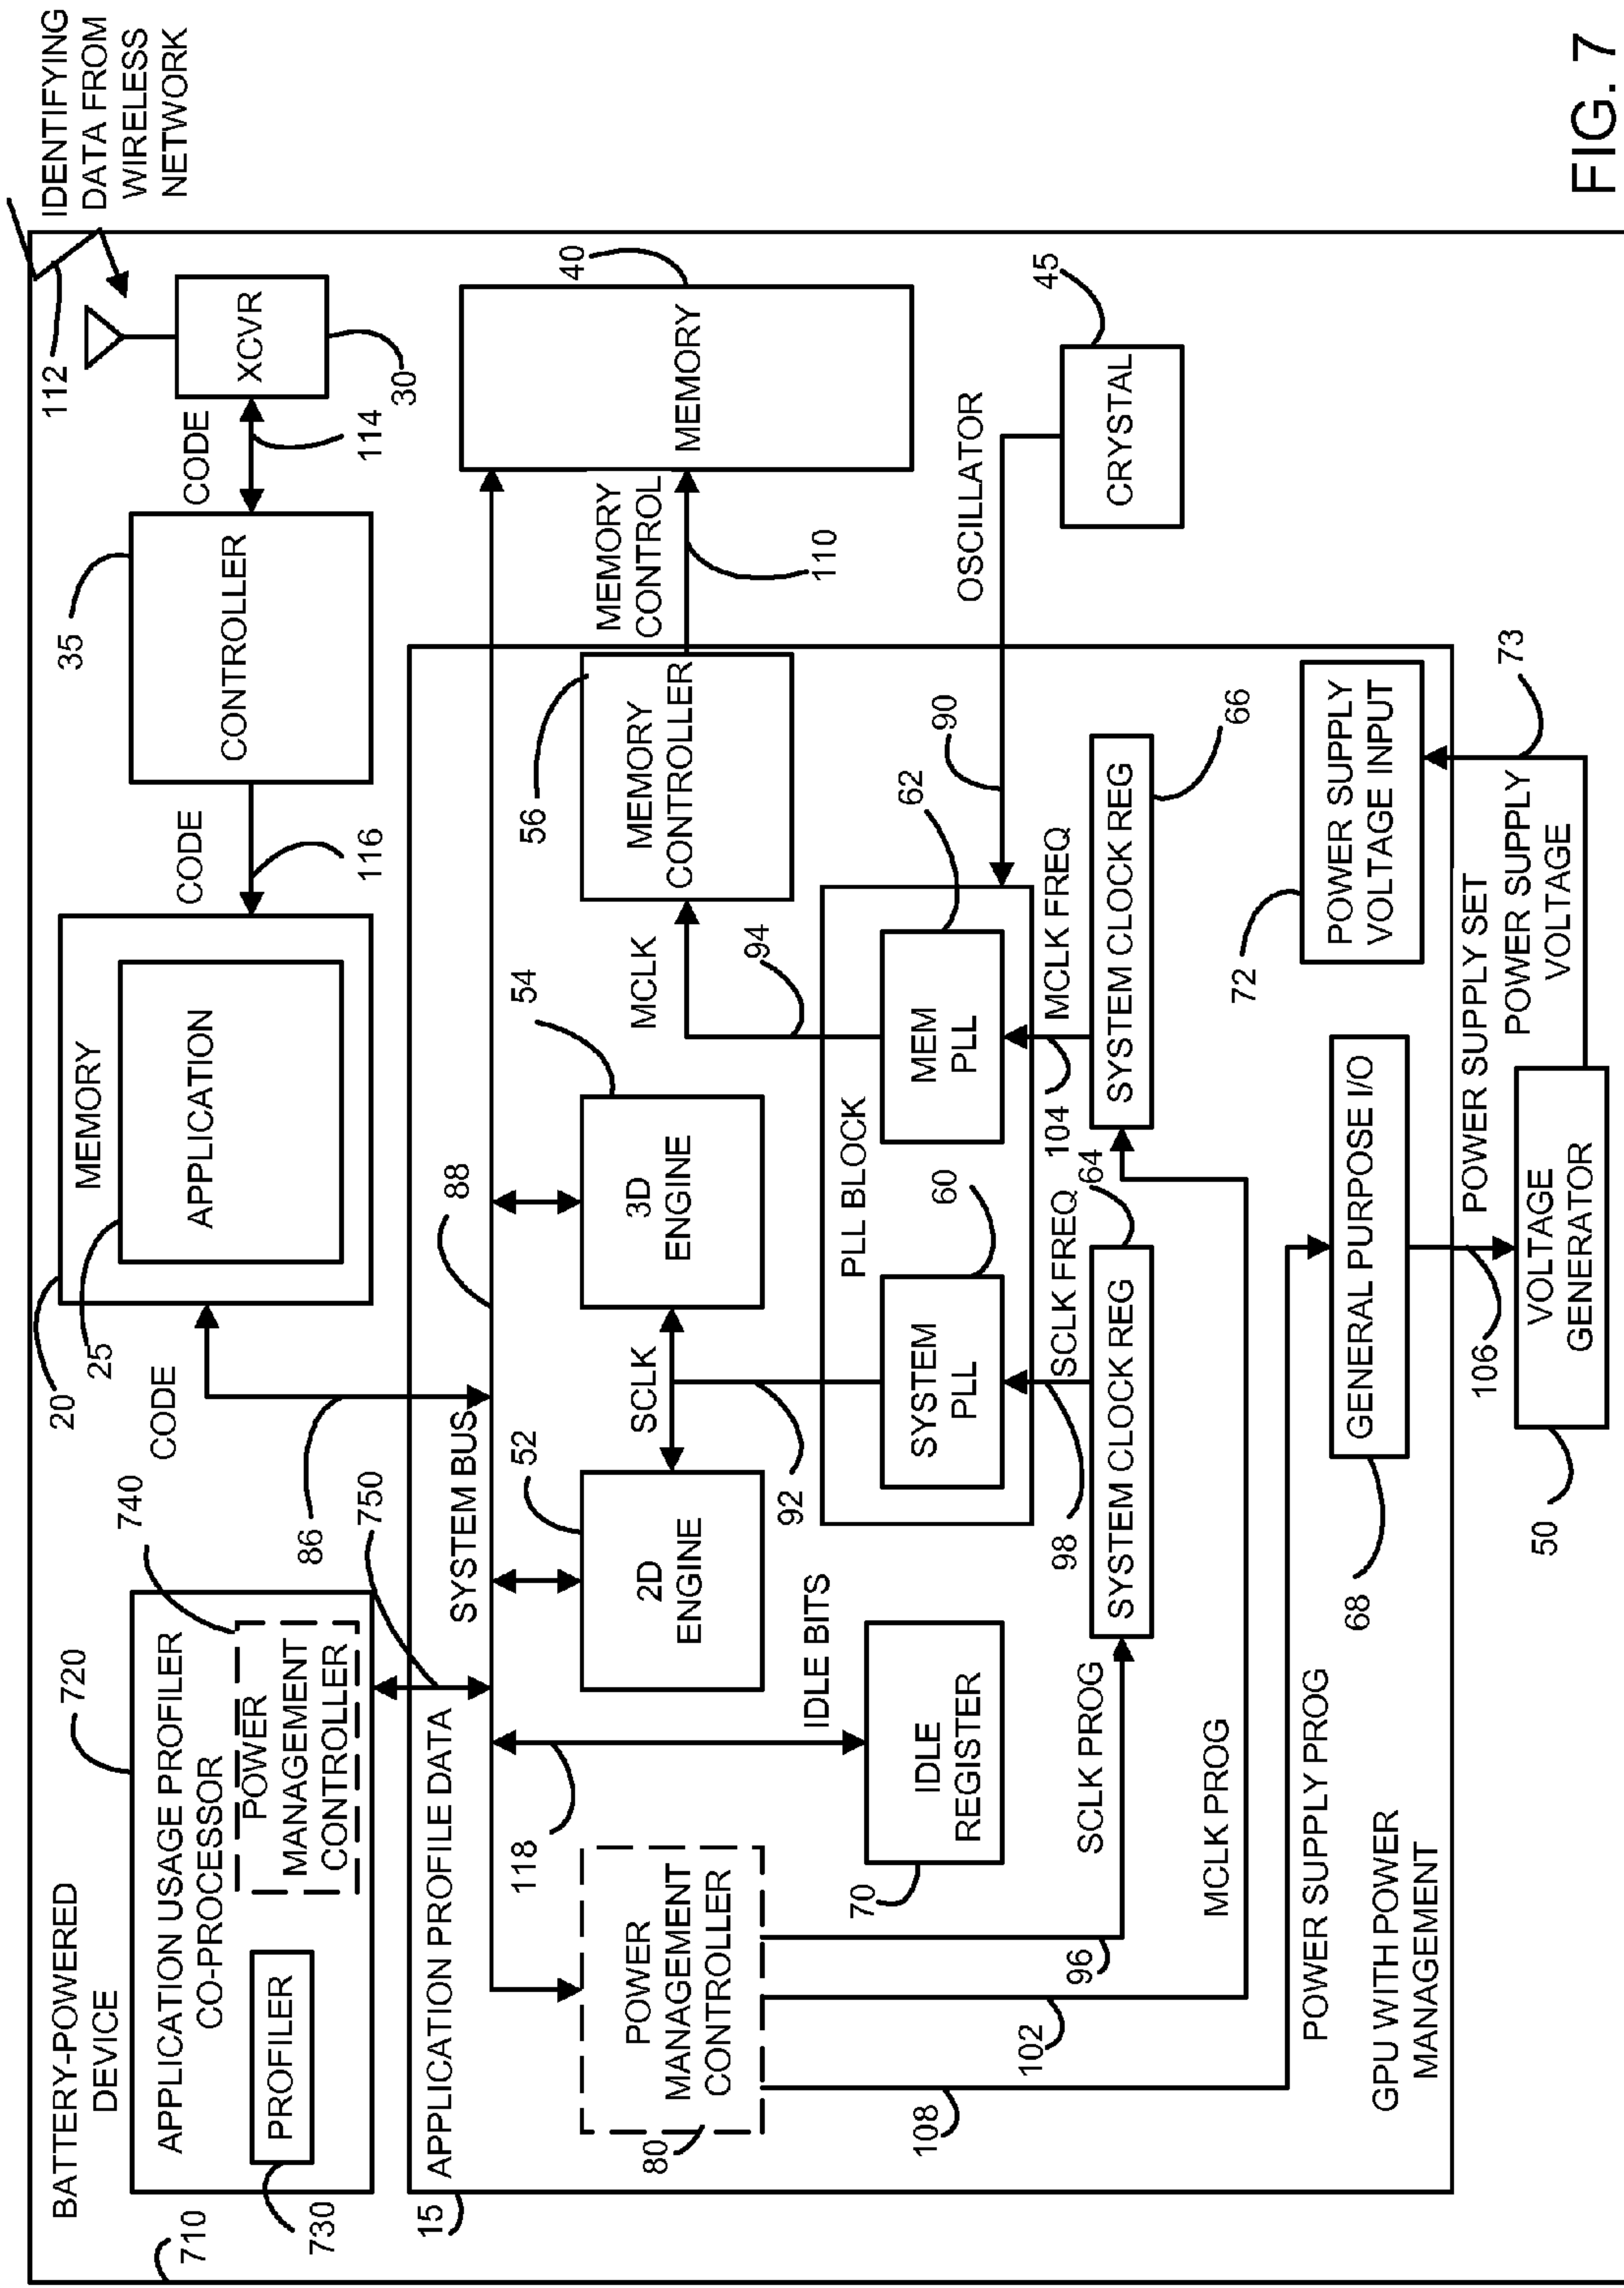 BATTERY-POWERED
DEVICE
710
720
APPLICATION USAGE PROFILER
CO-PROCESSOR
PROFILER
730
POWER
MANAGEMENT
CONTROLLER
740
750
CODE
86
20
25
MEMORY
APPLICATION
CODE
116
35
CONTROLLER
CODE
114
XCVR
30
112
IDENTIFYING
DATA FROM
WIRELESS
NETWORK
15
APPLICATION PROFILE DATA
SYSTEM BUS
88
118
POWER
MANAGEMENT
CONTROLLER
80
IDLE BITS
IDLE
REGISTER
70
52
2D
ENGINE
SCLK
92
54
3D
ENGINE
MCLK
94
56
MEMORY
CONTROLLER
MEMORY
CONTROL
110
MEMORY
40
PLL BLOCK
SYSTEM
PLL
60
MEM
PLL
62
90
OSCILLATOR
CRYSTAL
45
98
SCLK FREQ
64
104
MCLK FREQ
66
SCLK PROG
96
SYSTEM CLOCK REG
SYSTEM CLOCK REG
102
MCLK PROG
108
POWER SUPPLY PROG
GPU WITH POWER
MANAGEMENT
68
GENERAL PURPOSE I/O
72
POWER SUPPLY
VOLTAGE INPUT
73
106
POWER SUPPLY SET
POWER SUPPLY
VOLTAGE
50
VOLTAGE
GENERATOR
FIG. 7